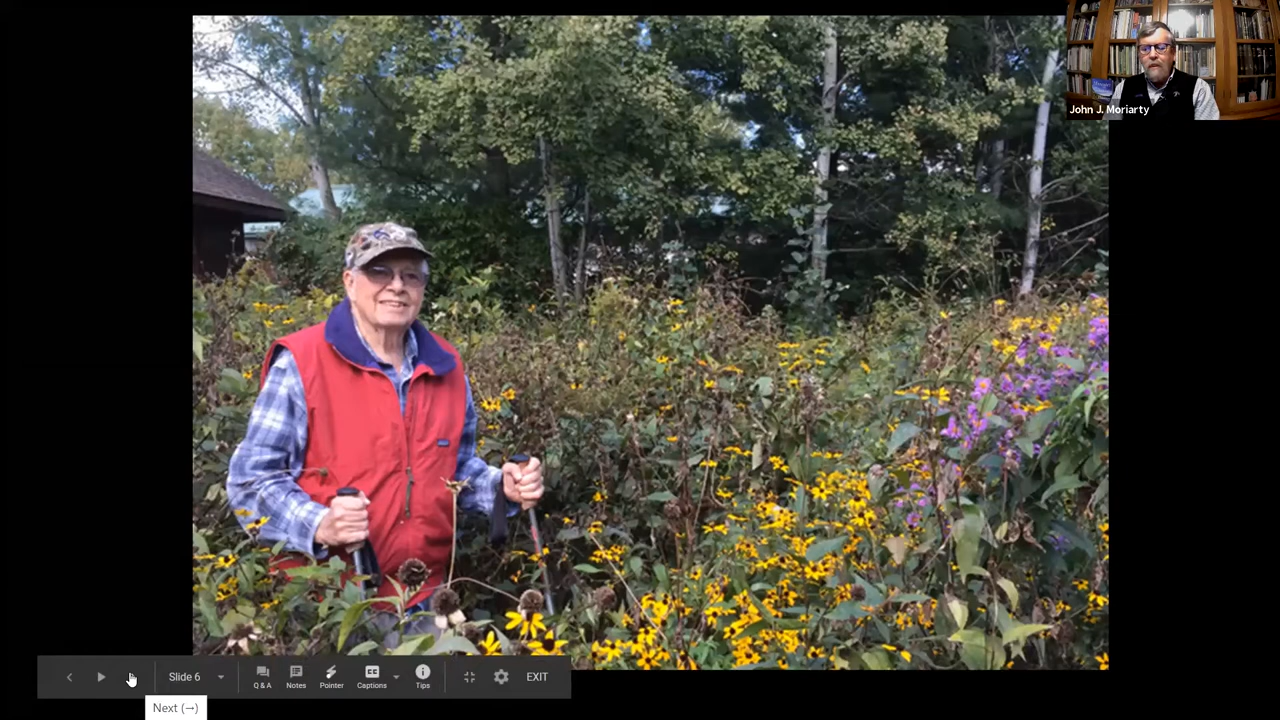 John J. Moriarty
Slide 6
Q & A
Notes
Pointer
Captions
Tips
EXIT
Next (→)